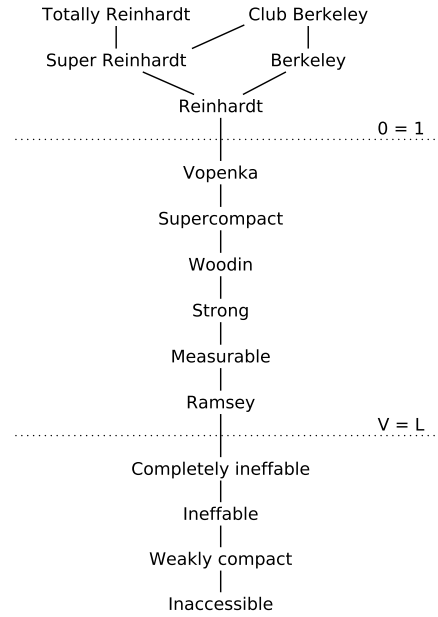 Totally Reinhardt Club Berkeley
Super Reinhardt Berkeley
Reinhardt
0 = 1
Vopenka
Supercompact
Woodin
Strong
Measurable
Ramsey
V = L
Completely ineffable
Ineffable
Weakly compact
Inaccessible